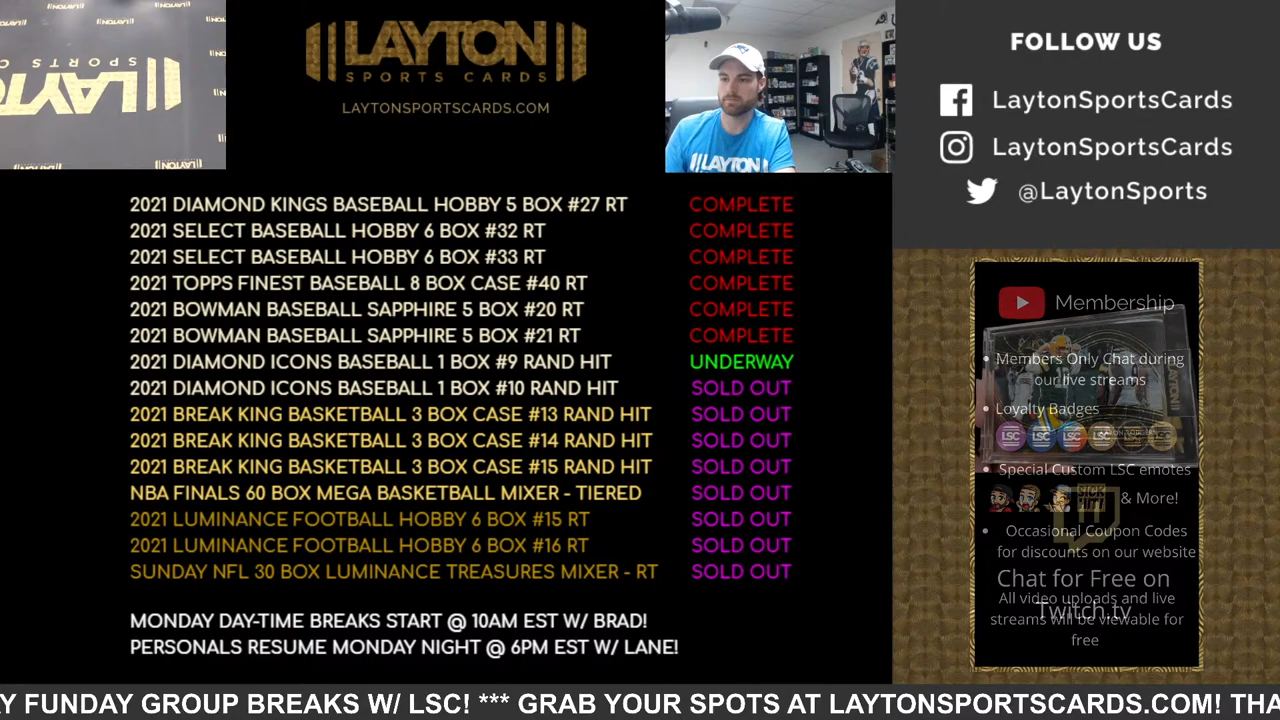 LAYTON
SPORTS CARDS
LAYTONSPORTSCARDS.COM
LAYTON
FOLLOW US
LaytonSportsCards
LaytonSportsCards
@LaytonSports
2021 DIAMOND KINGS BASEBALL HOBBY 5 BOX #27 RT COMPLETE
2021 SELECT BASEBALL HOBBY 6 BOX #32 RT COMPLETE
2021 SELECT BASEBALL HOBBY 6 BOX #33 RT COMPLETE
2021 TOPPS FINEST BASEBALL 8 BOX CASE #40 RT COMPLETE
2021 BOWMAN BASEBALL SAPPHIRE 5 BOX #20 RT COMPLETE
2021 BOWMAN BASEBALL SAPPHIRE 5 BOX #21 RT COMPLETE
2021 DIAMOND ICONS BASEBALL 1 BOX #9 RAND HIT UNDERWAY
2021 DIAMOND ICONS BASEBALL 1 BOX #10 RAND HIT SOLD OUT
2021 BREAK KING BASKETBALL 3 BOX CASE #13 RAND HIT SOLD OUT
2021 BREAK KING BASKETBALL 3 BOX CASE #14 RAND HIT SOLD OUT
2021 BREAK KING BASKETBALL 3 BOX CASE #15 RAND HIT SOLD OUT
NBA FINALS 60 BOX MEGA BASKETBALL MIXER - TIERED SOLD OUT
2021 LUMINANCE FOOTBALL HOBBY 6 BOX #15 RT SOLD OUT
2021 LUMINANCE FOOTBALL HOBBY 6 BOX #16 RT SOLD OUT
SUNDAY NFL 30 BOX LUMINANCE TREASURES MIXER - RT SOLD OUT
MONDAY DAY-TIME BREAKS START @ 10AM EST W/ BRAD!
PERSONALS RESUME MONDAY NIGHT @ 6PM EST W/ LANE!
Membership
• Members Only Chat during
our live streams
• Loyalty Badges
LSC LSC LSC LSC LSC LSC
• Special Custom LSC emotes
& More!
• Occasional Coupon Codes
for discounts on our website
Chat for Free on
Twitch.tv
All video uploads and live
streams will be viewable for
free
Y FUNDAY GROUP BREAKS W/ LSC! *** GRAB YOUR SPOTS AT LAYTONSPORTSCARDS.COM! THA